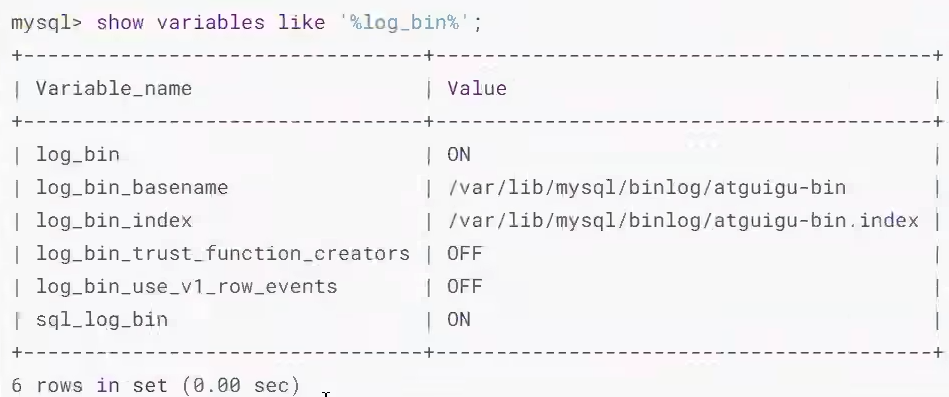 mysql> show variables like '%log_bin%';
+---------------------------------+------------------------------------------+
| Variable_name                   | Value                                    |
+---------------------------------+------------------------------------------+
| log_bin                         | ON                                       |
| log_bin_basename                | /var/lib/mysql/binlog/atguigu-bin        |
| log_bin_index                   | /var/lib/mysql/binlog/atguigu-bin.index  |
| log_bin_trust_function_creators | OFF                                      |
| log_bin_use_v1_row_events       | OFF                                      |
| sql_log_bin                     | ON                                       |
+---------------------------------+------------------------------------------+
6 rows in set (0.00 sec)